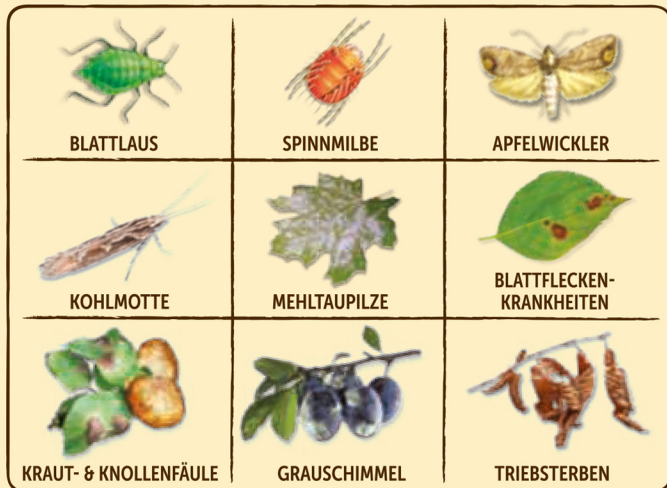 BLATTLAUS
SPINNMILBE
APFELWICKLER
KOHLMOTTE
MEHLTAUPILZE
BLATTFLECKEN-
KRANKHEITEN
KRAUT- & KNOLLENFÄULE
GRAUSCHIMMEL
TRIEBSTERBEN